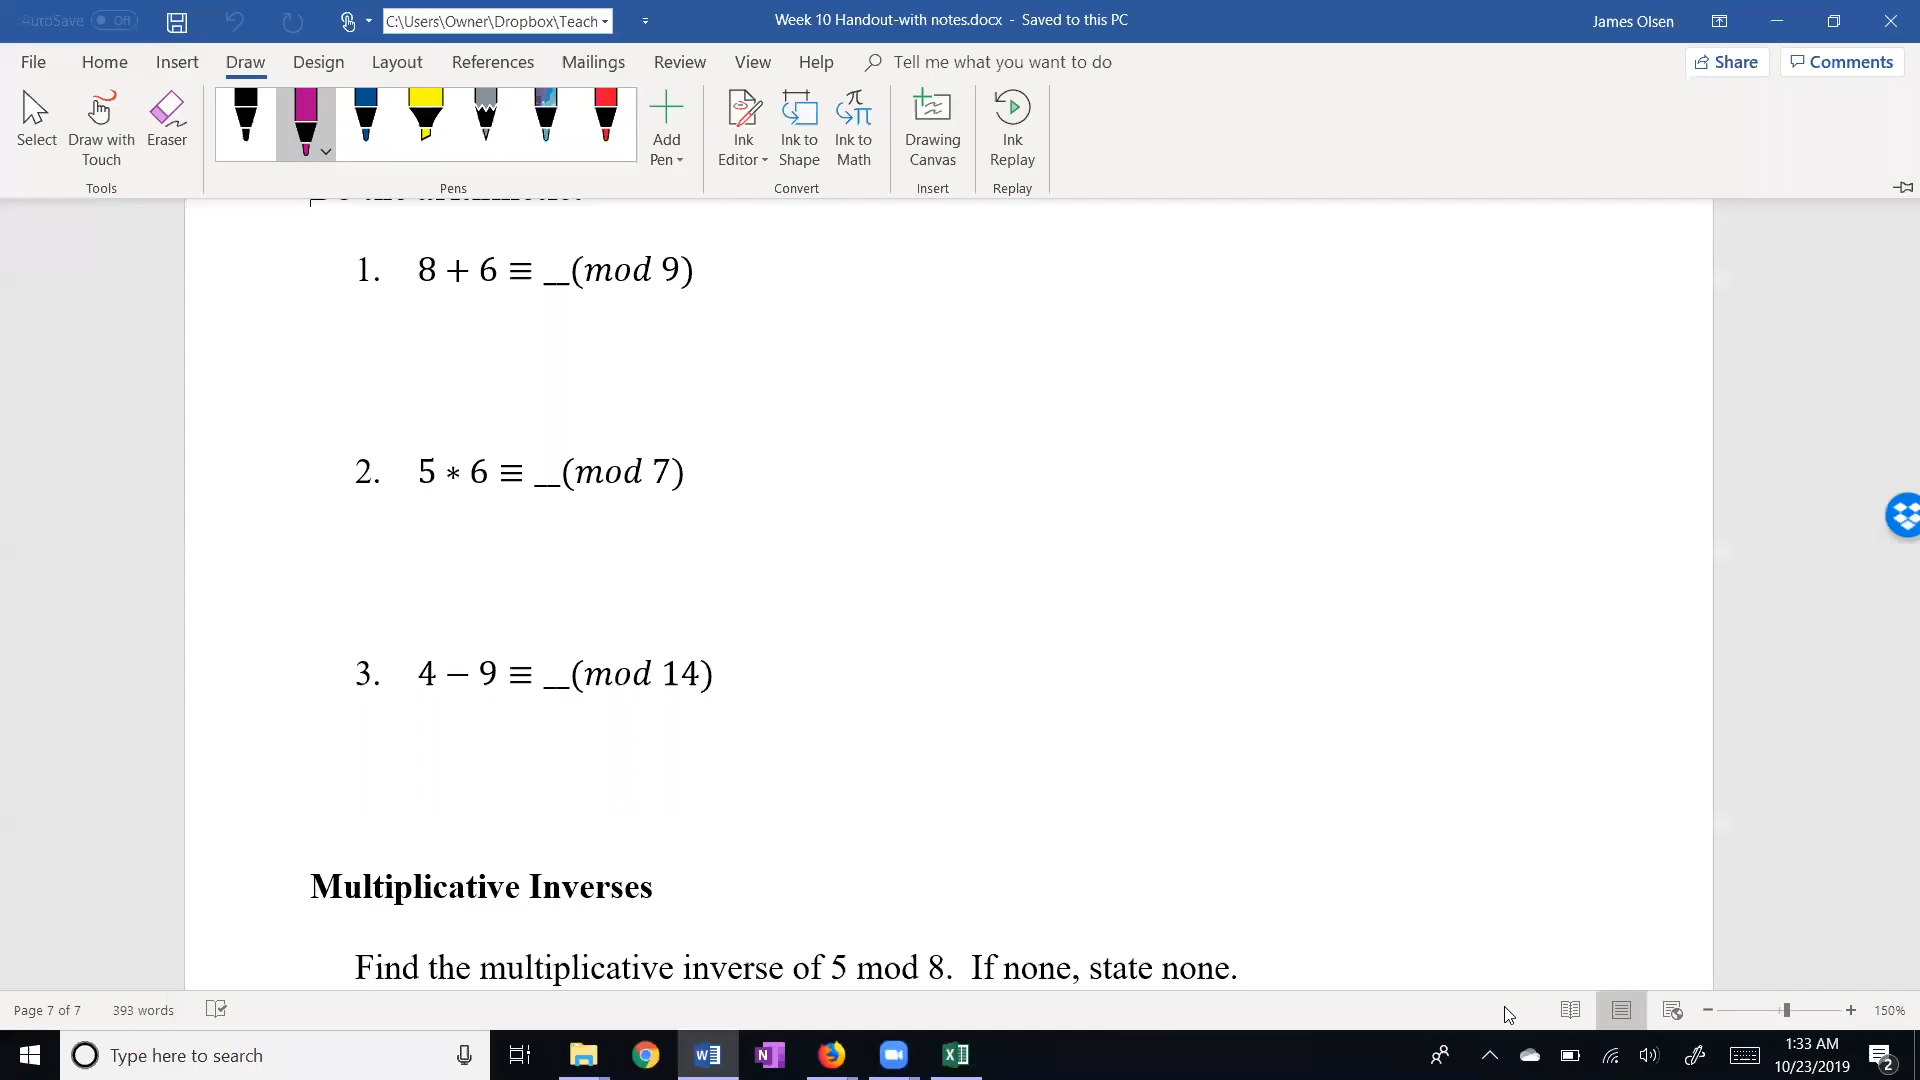 AutoSave Off C:\Users\Owner\Dropbox\Teach Week 10 Handout-with notes.docx - Saved to this PC James Olsen
File Home Insert Draw Design Layout References Mailings Review View Help Tell me what you want to do Share Comments
Select Draw with Touch Eraser Add Pen Ink Editor Ink to Shape Ink to Math Drawing Canvas Ink Replay
Tools Pens Convert Insert Replay
1. 8 + 6 ≡ __(mod 9)
2. 5 ∗ 6 ≡ __(mod 7)
3. 4 − 9 ≡ __(mod 14)
Multiplicative Inverses
Find the multiplicative inverse of 5 mod 8. If none, state none.
Page 7 of 7 393 words 150%
Type here to search 1:33 AM
10/23/2019 2